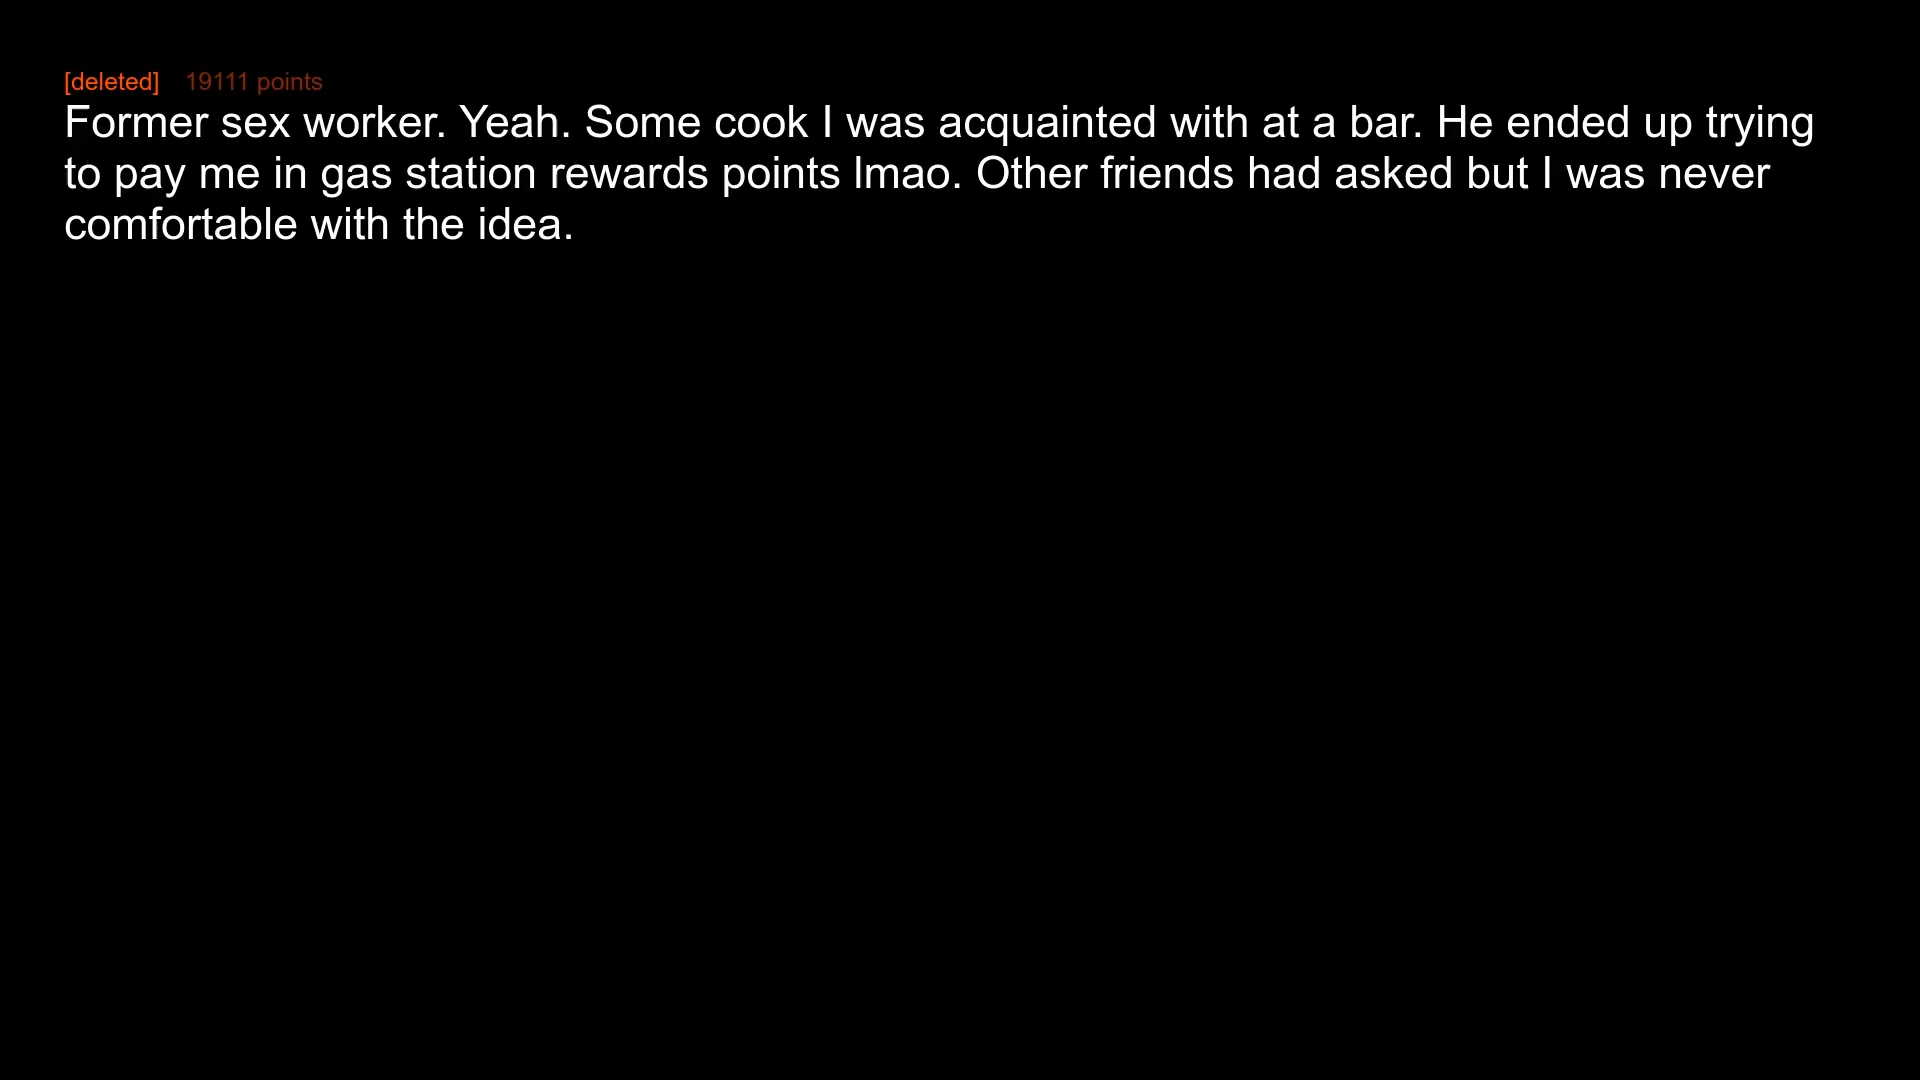 [deleted] 19111 points
Former sex worker. Yeah. Some cook I was acquainted with at a bar. He ended up trying
to pay me in gas station rewards points lmao. Other friends had asked but I was never
comfortable with the idea.